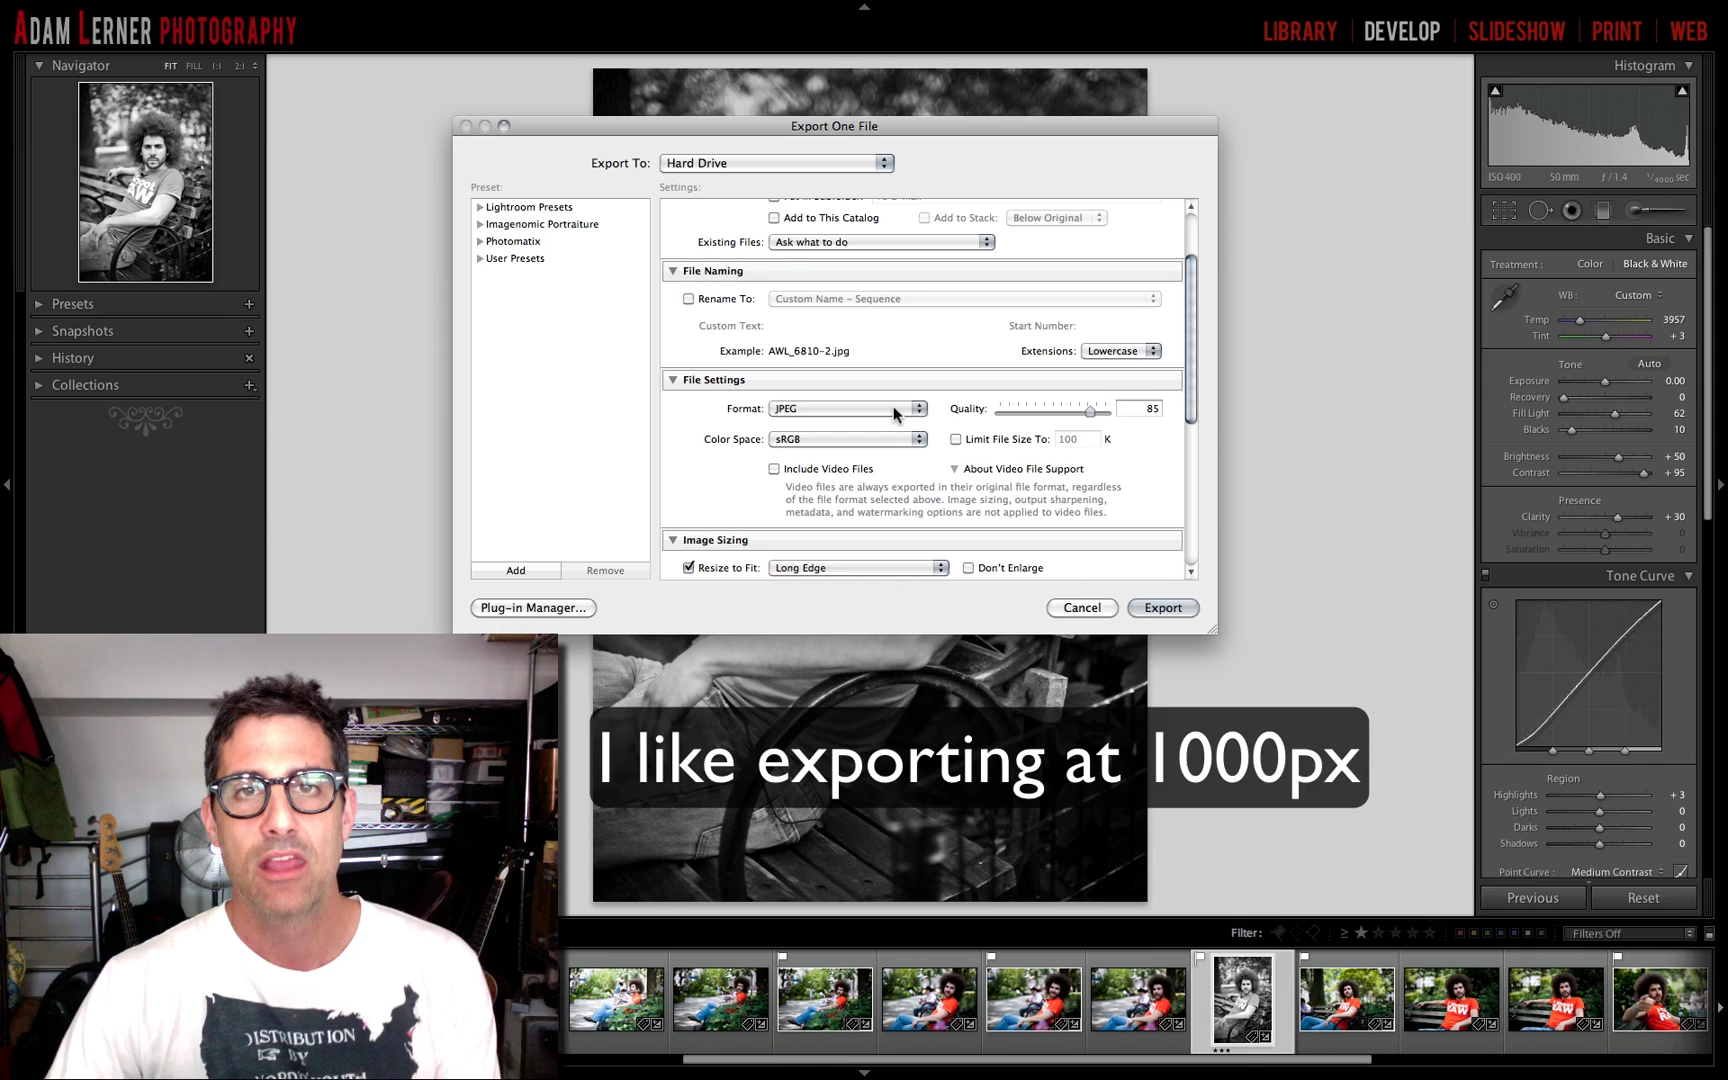 ADAM LERNER PHOTOGRAPHY
LIBRARY | DEVELOP | SLIDESHOW | PRINT | WEB
Navigator FIT FILL 1:1 2:1
Presets
Snapshots
History
Collections
Export One File
Export To: Hard Drive
Preset:
Lightroom Presets
Imagenomic Portraiture
Photomatix
User Presets
Add Remove
Plug-in Manager...
Settings:
Add to This Catalog Add to Stack: Below Original
Existing Files: Ask what to do
File Naming
Rename To: Custom Name - Sequence
Custom Text: Start Number:
Example: AWL_6810-2.jpg Extensions: Lowercase
File Settings
Format: JPEG Quality: 85
Color Space: sRGB Limit File Size To: 100 K
Include Video Files About Video File Support
Video files are always exported in their original file format, regardless
of the file format selected above. Image sizing, output sharpening,
metadata, and watermarking options are not applied to video files.
Image Sizing
Resize to Fit: Long Edge Don't Enlarge
Cancel Export
Histogram
ISO 400 50 mm ƒ / 1.4 1/4000 sec
Basic
Treatment : Color Black & White
WB: Custom
Temp 3957
Tint + 3
Tone Auto
Exposure 0.00
Recovery 0
Fill Light 62
Blacks 10
Brightness + 50
Contrast + 95
Presence
Clarity + 30
Vibrance 0
Saturation 0
Tone Curve
Region
Highlights + 3
Lights 0
Darks 0
Shadows 0
Point Curve : Medium Contrast
Previous Reset
I like exporting at 1000px
DISTRIBUTION
BY
Filter : Filters Off